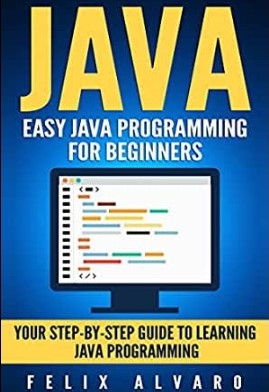 JAVA
EASY JAVA PROGRAMMING
FOR BEGINNERS
< >
</>
YOUR STEP-BY-STEP GUIDE TO LEARNING
JAVA PROGRAMMING
FELIX ALVARO